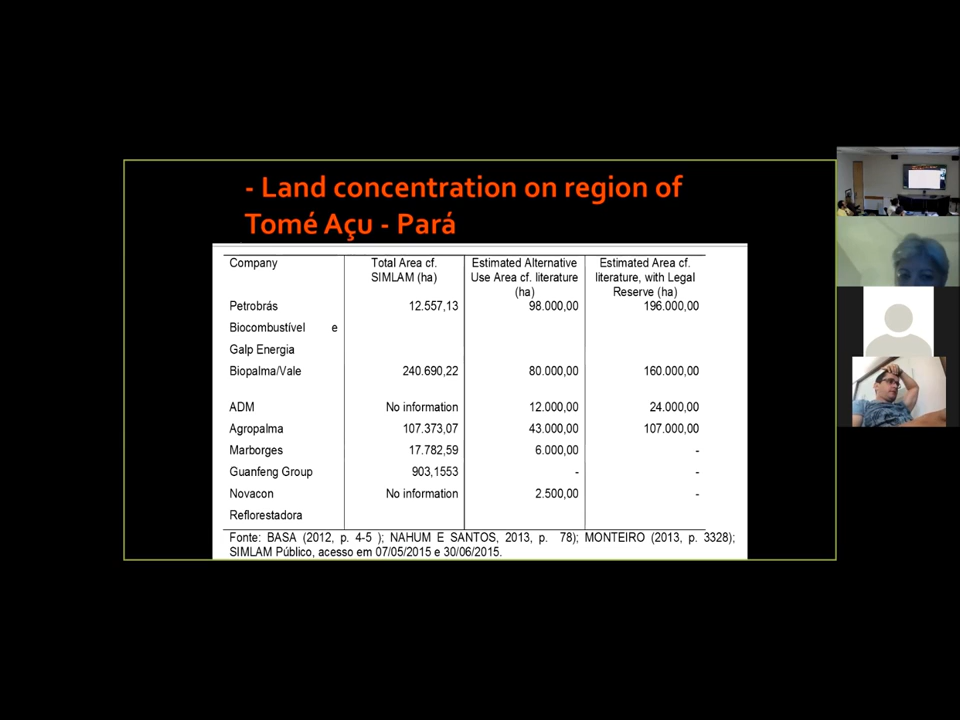 - Land concentration on region of
Tomé Açu - Pará
Company Total Area cf. SIMLAM (ha) Estimated Alternative Use Area cf. literature (ha) Estimated Area cf. literature, with Legal Reserve (ha)
Petrobrás Biocombustível e Galp Energia 12.557,13 98.000,00 196.000,00
Biopalma/Vale 240.690,22 80.000,00 160.000,00
ADM No information 12.000,00 24.000,00
Agropalma 107.373,07 43.000,00 107.000,00
Marborges 17.782,59 6.000,00 -
Guanfeng Group 903,1553 - -
Novacon Reflorestadora No information 2.500,00 -
Fonte: BASA (2012, p. 4-5 ); NAHUM E SANTOS, 2013, p. 78); MONTEIRO (2013, p. 3328);
SIMLAM Público, acesso em 07/05/2015 e 30/06/2015.